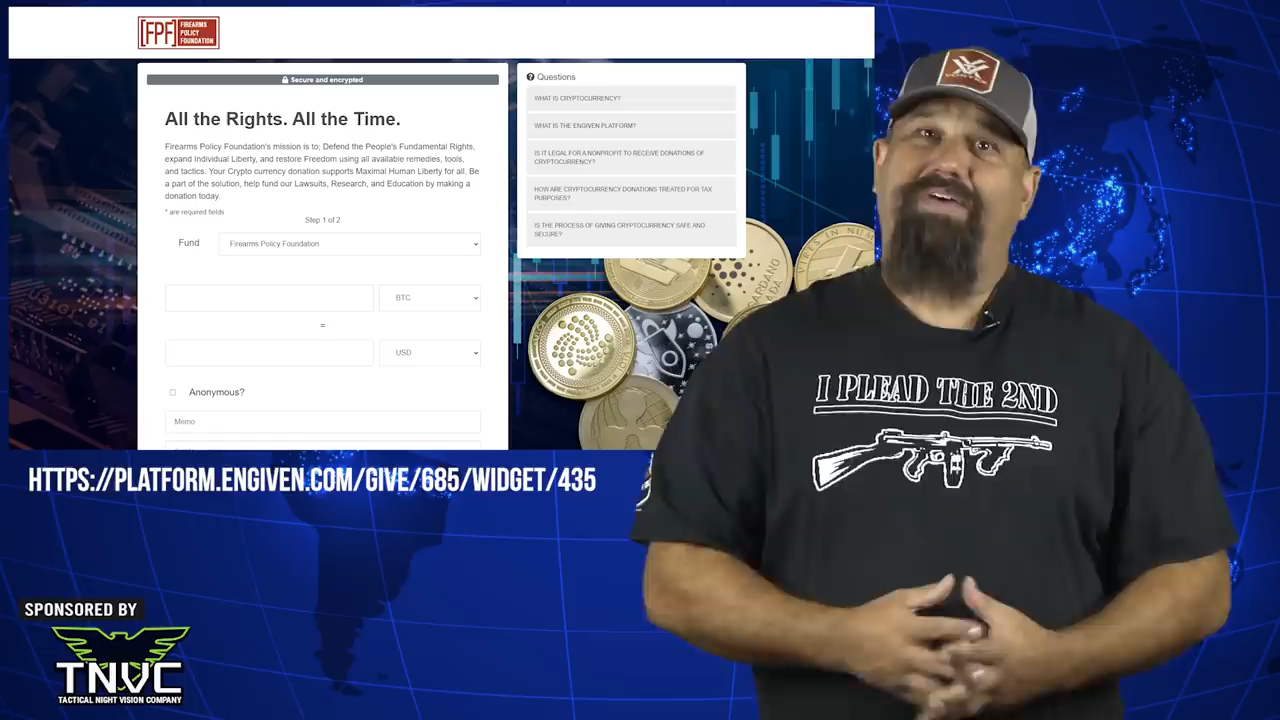 [FPF] FIREARMS
POLICY
FOUNDATION
Secure and encrypted
All the Rights. All the Time.
Firearms Policy Foundation's mission is to; Defend the People's Fundamental Rights,
expand Individual Liberty, and restore Freedom using all available remedies, tools,
and tactics. Your Crypto currency donation supports Maximal Human Liberty for all. Be
a part of the solution, help fund our Lawsuits, Research, and Education by making a
donation today.
* are required fields
Step 1 of 2
Fund
Firearms Policy Foundation
BTC
=
USD
Anonymous?
Memo
Questions
WHAT IS CRYPTOCURRENCY?
WHAT IS THE ENGIVEN PLATFORM?
IS IT LEGAL FOR A NONPROFIT TO RECEIVE DONATIONS OF
CRYPTOCURRENCY?
HOW ARE CRYPTOCURRENCY DONATIONS TREATED FOR TAX
PURPOSES?
IS THE PROCESS OF GIVING CRYPTOCURRENCY SAFE AND
SECURE?
VORTEX
I PLEAD THE 2ND
HTTPS://PLATFORM.ENGIVEN.COM/GIVE/685/WIDGET/435
SPONSORED BY
TNVC
TACTICAL NIGHT VISION COMPANY